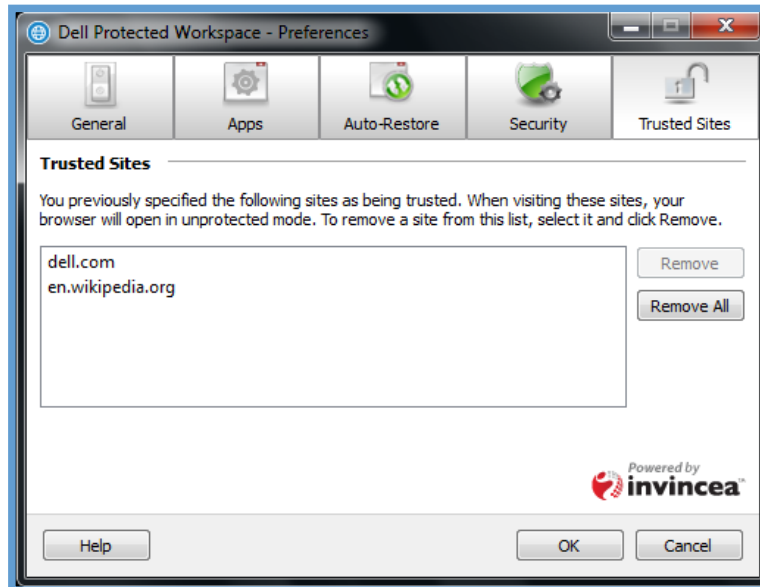 Dell Protected Workspace - Preferences
General
Apps
Auto-Restore
Security
Trusted Sites
Trusted Sites
You previously specified the following sites as being trusted. When visiting these sites, your
browser will open in unprotected mode. To remove a site from this list, select it and click Remove.
dell.com
en.wikipedia.org
Remove
Remove All
Powered by
invincea™
Help
OK
Cancel